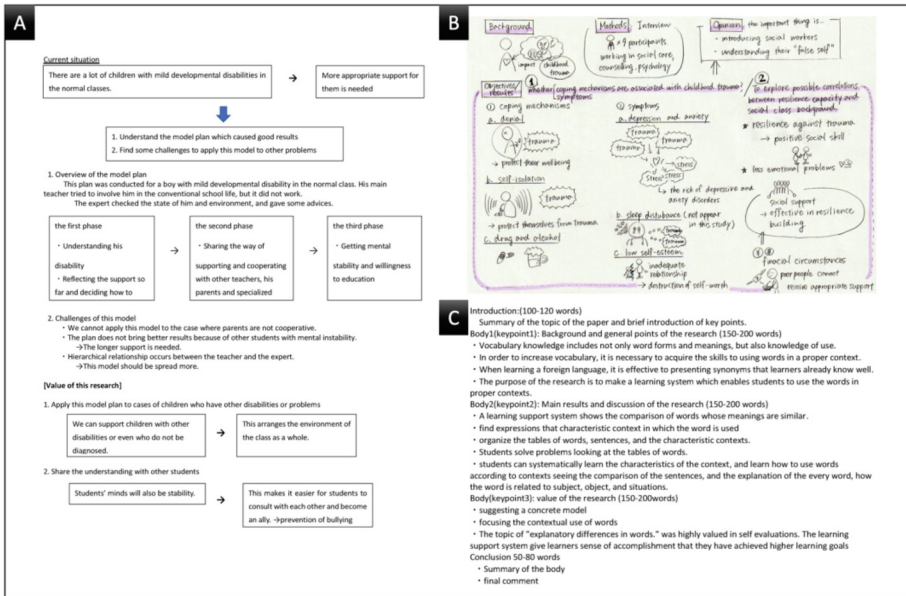 A
Current situation
There are a lot of children with mild developmental disabilities in
the normal classes.
→
More appropriate support for
them is needed
1. Understand the model plan which caused good results
2. Find some challenges to apply this model to other problems
1. Overview of the model plan
This plan was conducted for a boy with mild developmental disability in the normal class. His main
teacher tried to involve him in the conventional school life, but it did not work.
The expert checked the state of him and environment, and gave some advices.
the first phase
・Understanding his
disability
・Reflecting the support so
far and deciding how to
→
the second phase
・Sharing the way of
supporting and cooperating
with other teachers, his
parents and specialized
→
the third phase
・Getting mental
stability and willingness
to education
2. Challenges of this model
・We cannot apply this model to the case where parents are not cooperative.
・The plan does not bring better results because of other students with mental instability.
→The longer support is needed.
・Hierarchical relationship occurs between the teacher and the expert.
→This model should be spread more.
[Value of this research]
1. Apply this model plan to cases of children who have other disabilities or problems
We can support children with other
disabilities or even who do not be
diagnosed.
→
This arranges the environment of
the class as a whole.
2. Share the understanding with other students
Students' minds will also be stability.
→
This makes it easier for students to
consult with each other and become
an ally. →prevention of bullying
B
Background
impact childhood
trauma
Methods Interview
×9 participants
working in social care,
counselling, psychology
Opinion the important thing is...
- introducing social workers
- understanding their "false self"
Objectives/
results
① whether coping mechanisms are associated with childhood trauma/
symptoms
① coping mechanisms
a. denial
trauma
→ protect their wellbeing
b. self-isolation
trauma
→ protect themselves from trauma
c. drug and alcohol
② symptoms
a. depression and anxiety
trauma
trauma
trauma
stress
stress
stress
↳ the risk of depressive and
anxiety disorders
b. sleep distubance (not appear
in this study)
trauma
trauma
c. low self-esteem
inadequate
relationship
→ destruction of self-worth
② To explore possible correlations
between resilience capacity and
social class background
★ resilience against trauma
→ positive social skill
★ less emotional problems
social support
→ effective in resilience
building
financial circumstances
poor people cannot
receive appropriate support
C
Introduction:(100-120 words)
Summary of the topic of the paper and brief introduction of key points.
Body1(keypoint1): Background and general points of the research (150-200 words)
・Vocabulary knowledge includes not only word forms and meanings, but also knowledge of use.
・In order to increase vocabulary, it is necessary to acquire the skills to using words in a proper context.
・When learning a foreign language, it is effective to presenting synonyms that learners already know well.
・The purpose of the research is to make a learning system which enables students to use the words in
proper contexts.
Body2(keypoint2): Main results and discussion of the research (150-200 words)
・A learning support system shows the comparison of words whose meanings are similar.
・find expressions that characteristic context in which the word is used
・organize the tables of words, sentences, and the characteristic contexts.
・Students solve problems looking at the tables of words.
・students can systematically learn the characteristics of the context, and learn how to use words
according to contexts seeing the comparison of the sentences, and the explanation of the every word, how
the word is related to subject, object, and situations.
Body(keypoint3): value of the research (150-200words)
・suggesting a concrete model
・focusing the contextual use of words
・The topic of "explanatory differences in words." was highly valued in self evaluations. The learning
support system give learners sense of accomplishment that they have achieved higher learning goals
Conclusion 50-80 words
・Summary of the body
・final comment